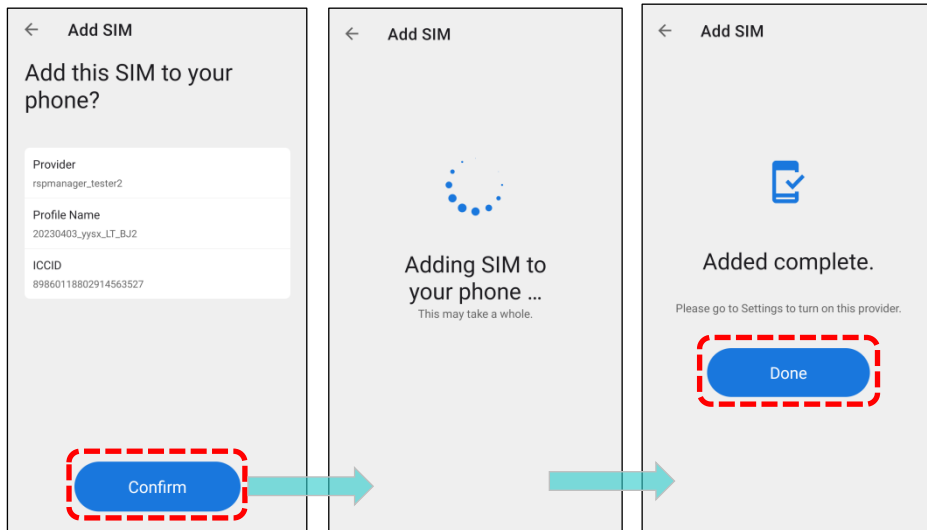 Add SIM
Add this SIM to your
phone?
Provider
rspmanager_tester2
Profile Name
20230403_yysx_LT_BJ2
ICCID
89860118802914563527
Confirm
Add SIM
Adding SIM to
your phone ...
This may take a whole.
Add SIM
Added complete.
Please go to Settings to turn on this provider.
Done